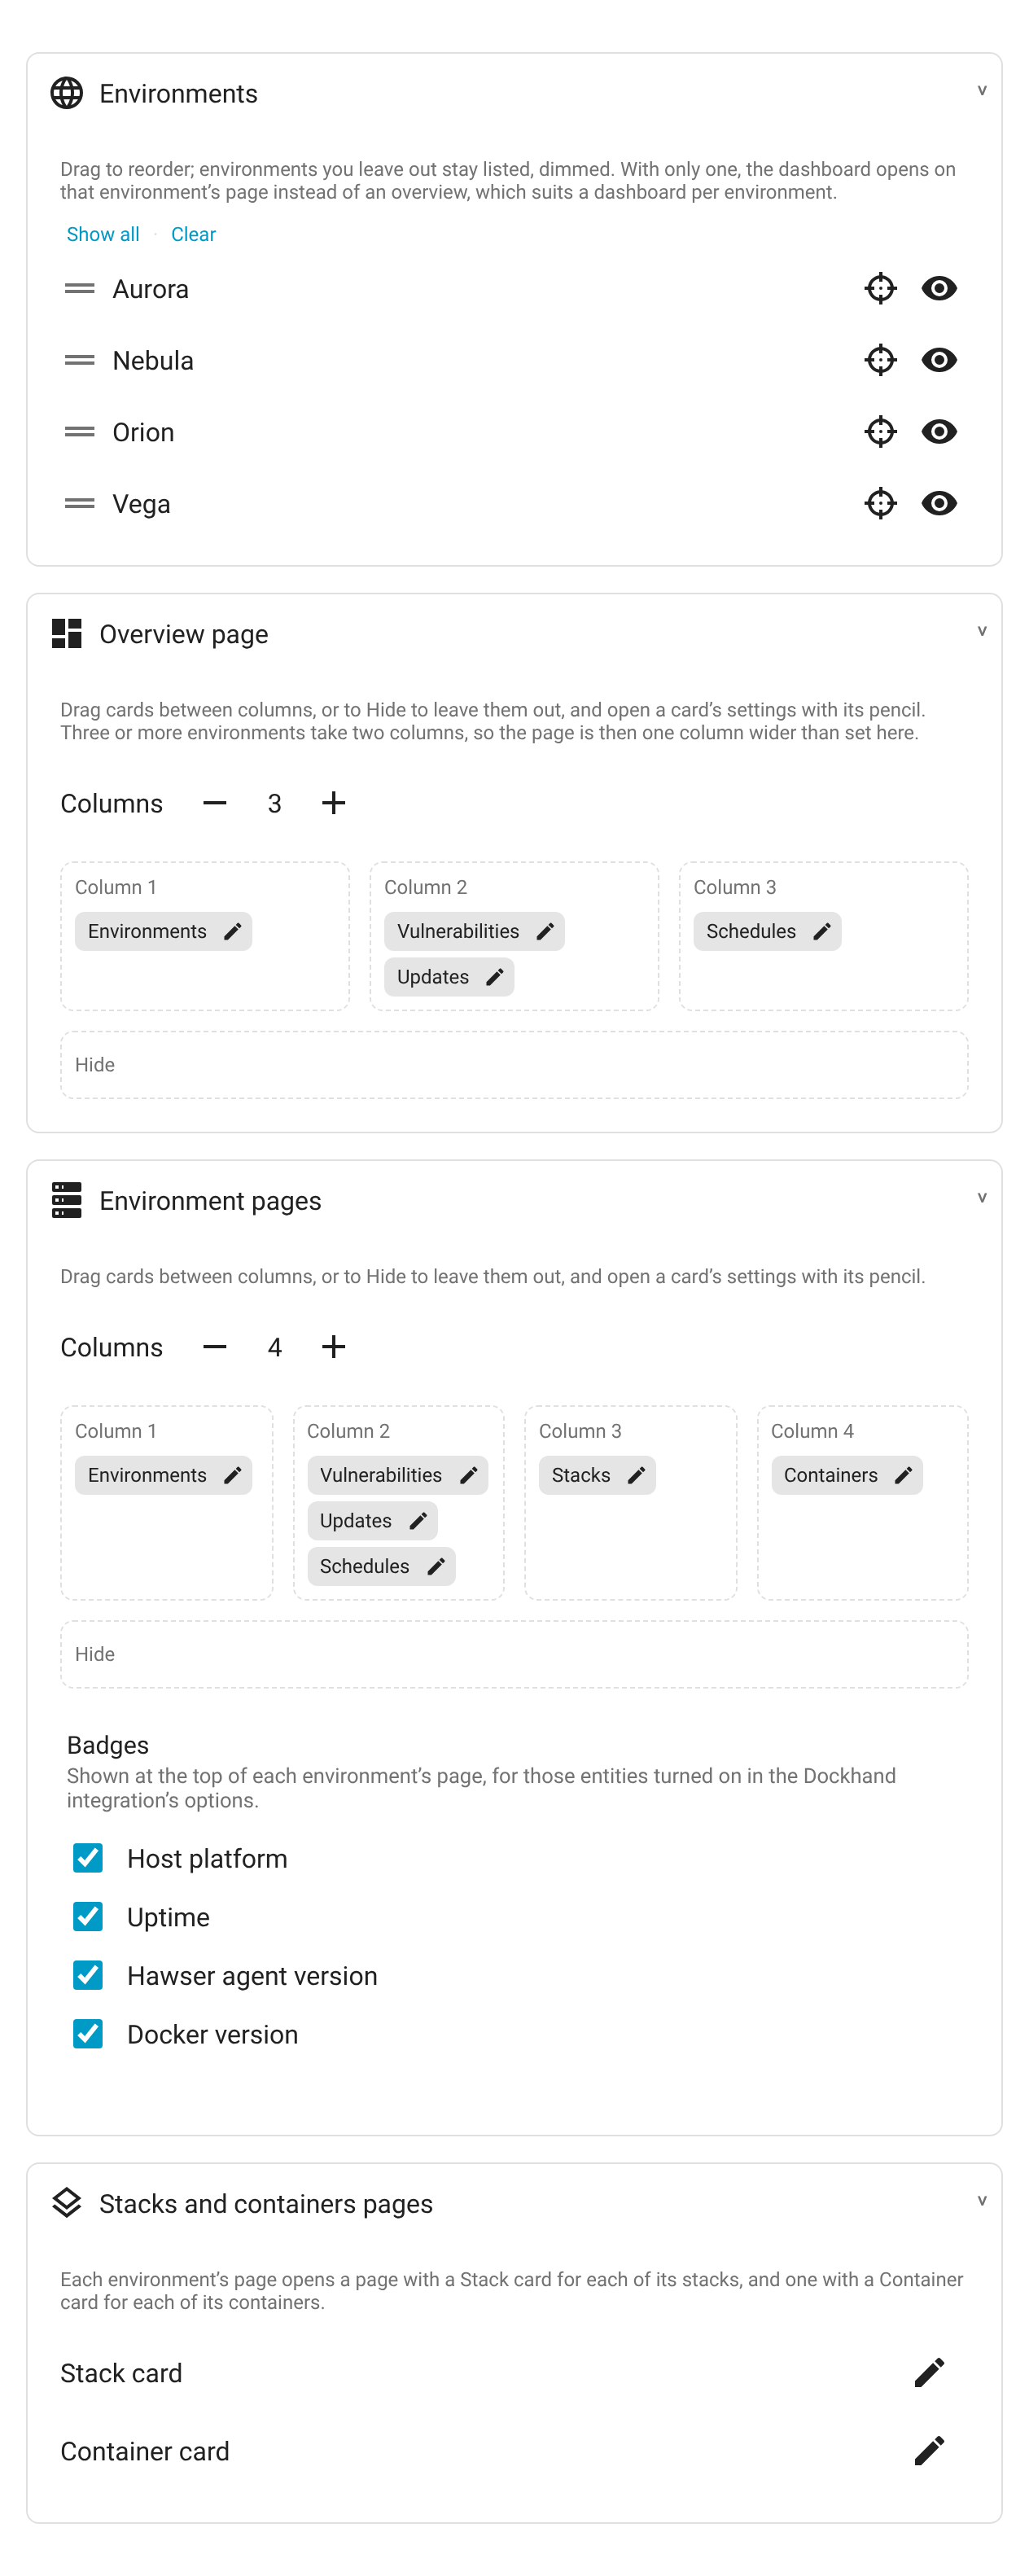 Environments
Drag to reorder; environments you leave out stay listed, dimmed. With only one, the dashboard opens on
that environment’s page instead of an overview, which suits a dashboard per environment.
Show all · Clear
Aurora
Nebula
Orion
Vega
Overview page
Drag cards between columns, or to Hide to leave them out, and open a card’s settings with its pencil.
Three or more environments take two columns, so the page is then one column wider than set here.
Columns 3
Column 1
Environments
Column 2
Vulnerabilities
Updates
Column 3
Schedules
Hide
Environment pages
Drag cards between columns, or to Hide to leave them out, and open a card’s settings with its pencil.
Columns 4
Column 1
Environments
Column 2
Vulnerabilities
Updates
Schedules
Column 3
Stacks
Column 4
Containers
Hide
Badges
Shown at the top of each environment’s page, for those entities turned on in the Dockhand
integration’s options.
Host platform
Uptime
Hawser agent version
Docker version
Stacks and containers pages
Each environment’s page opens a page with a Stack card for each of its stacks, and one with a Container
card for each of its containers.
Stack card
Container card